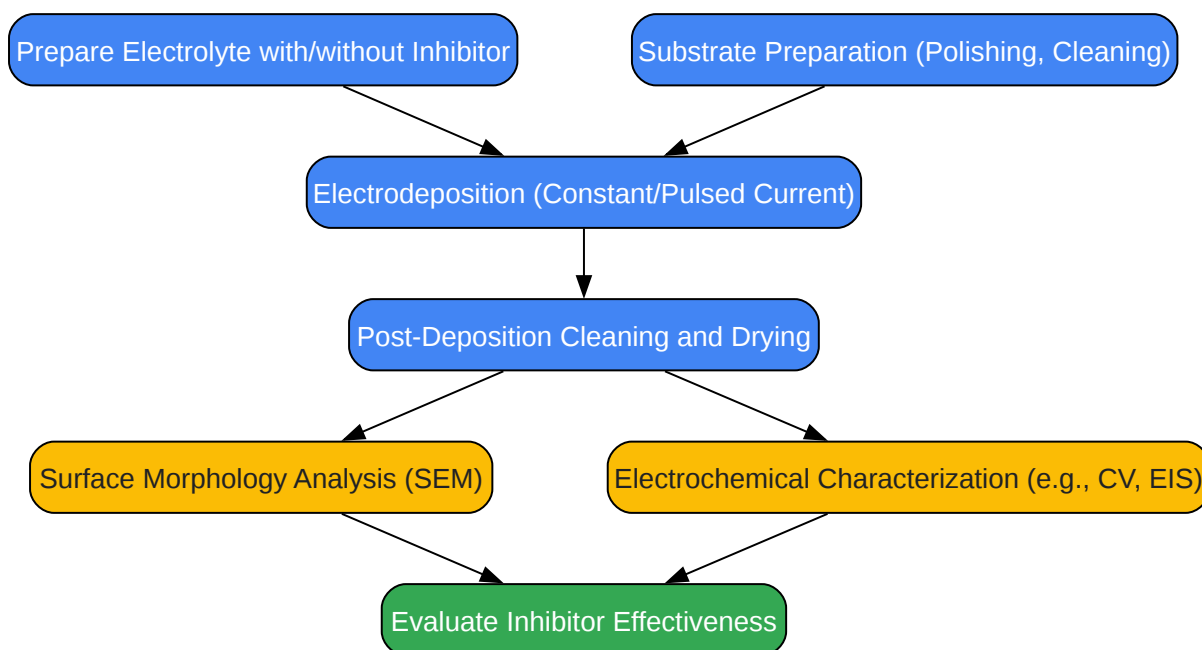 Prepare Electrolyte with/without Inhibitor
Substrate Preparation (Polishing, Cleaning)
Electrodeposition (Constant/Pulsed Current)
Post-Deposition Cleaning and Drying
Surface Morphology Analysis (SEM)
Electrochemical Characterization (e.g., CV, EIS)
Evaluate Inhibitor Effectiveness